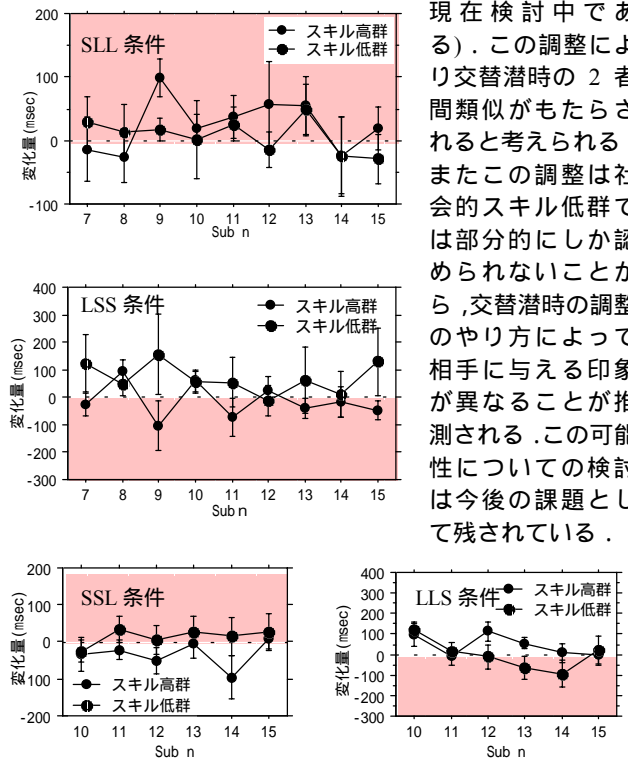 200
100
0
-100
変化量(msec)
SLL 条件
スキル高群
スキル低群
7 8 9 10 11 12 13 14 15
Sub n
400
300
200
100
0
-100
-200
-300
変化量(msec)
LSS 条件
スキル高群
スキル低群
7 8 9 10 11 12 13 14 15
Sub n
200
100
0
-100
-200
変化量(msec)
SSL 条件
スキル高群
スキル低群
10 11 12 13 14 15
Sub n
400
300
200
100
0
-100
-200
-300
変化量(msec)
LLS 条件
スキル高群
スキル低群
10 11 12 13 14 15
Sub n
現在検討中であ
る)．この調整によ
り交替潜時の 2 者
間類似がもたらさ
れると考えられる．
またこの調整は社
会的スキル低群で
は部分的にしか認
められないことか
ら,交替潜時の調整
のやり方によって
相手に与える印象
が異なることが推
測される．この可能
性についての検討
は今後の課題とし
て残されている．